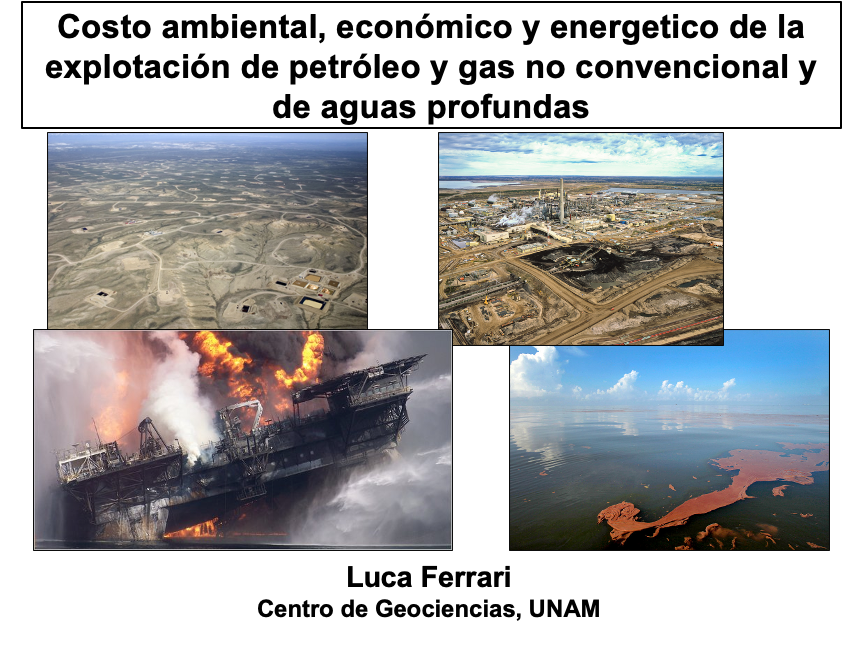 Costo ambiental, económico y energetico de la
explotación de petróleo y gas no convencional y
de aguas profundas
Luca Ferrari
Centro de Geociencias, UNAM